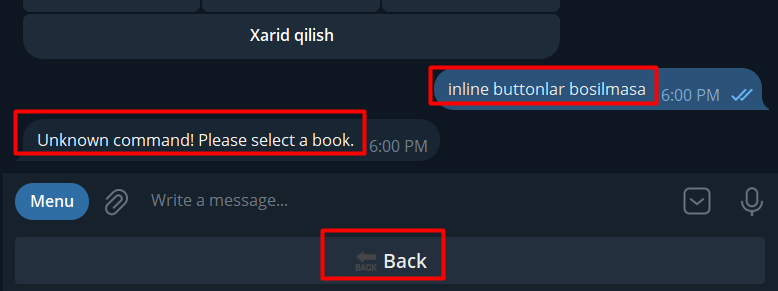 Xarid qilish
inline buttonlar bosilmasa 6:00 PM
Unknown command! Please select a book. 6:00 PM
Menu Write a message...
BACK Back